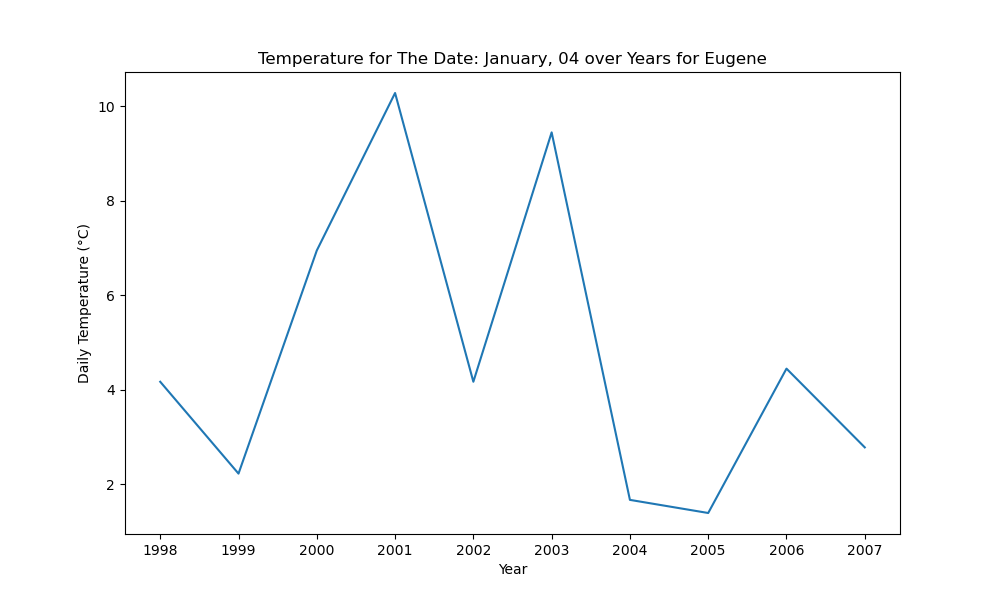 Temperature for The Date: January, 04 over Years for Eugene
10
8
6
4
2
Daily Temperature (°C)
1998 1999 2000 2001 2002 2003 2004 2005 2006 2007
Year